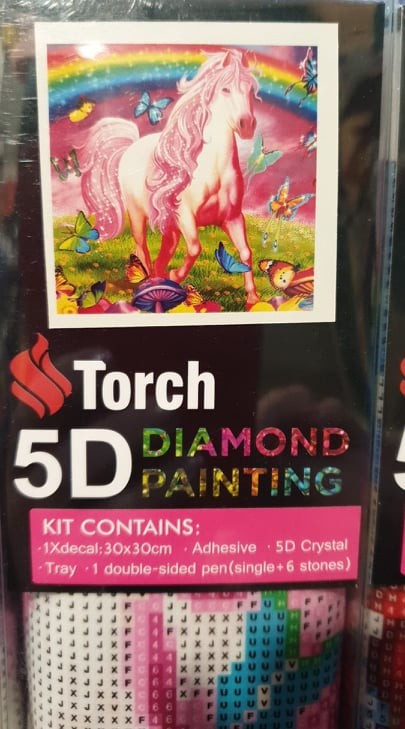 Torch
5D DIAMOND
PAINTING
KIT CONTAINS:
·1Xdecal:30x30cm ·Adhesive ·5D Crystal
·Tray ·1 double-sided pen(single+6 stones)